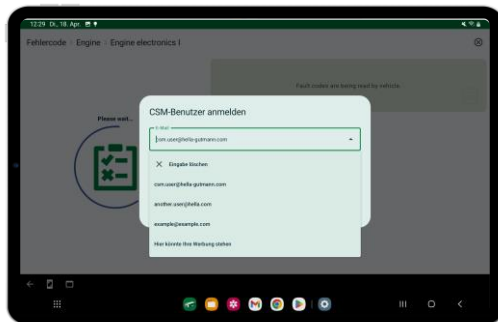 12:29 Di., 18. Apr.
Fehlercode Engine Engine electronics I
Fault codes are being read by vehicle.
Please wait...
CSM-Benutzer anmelden
E-Mail
csm.user@hella-gutmann.com
Eingabe löschen
csm.user@hella-gutmann.com
another.user@hella.com
example@example.com
Hier könnte Ihre Werbung stehen